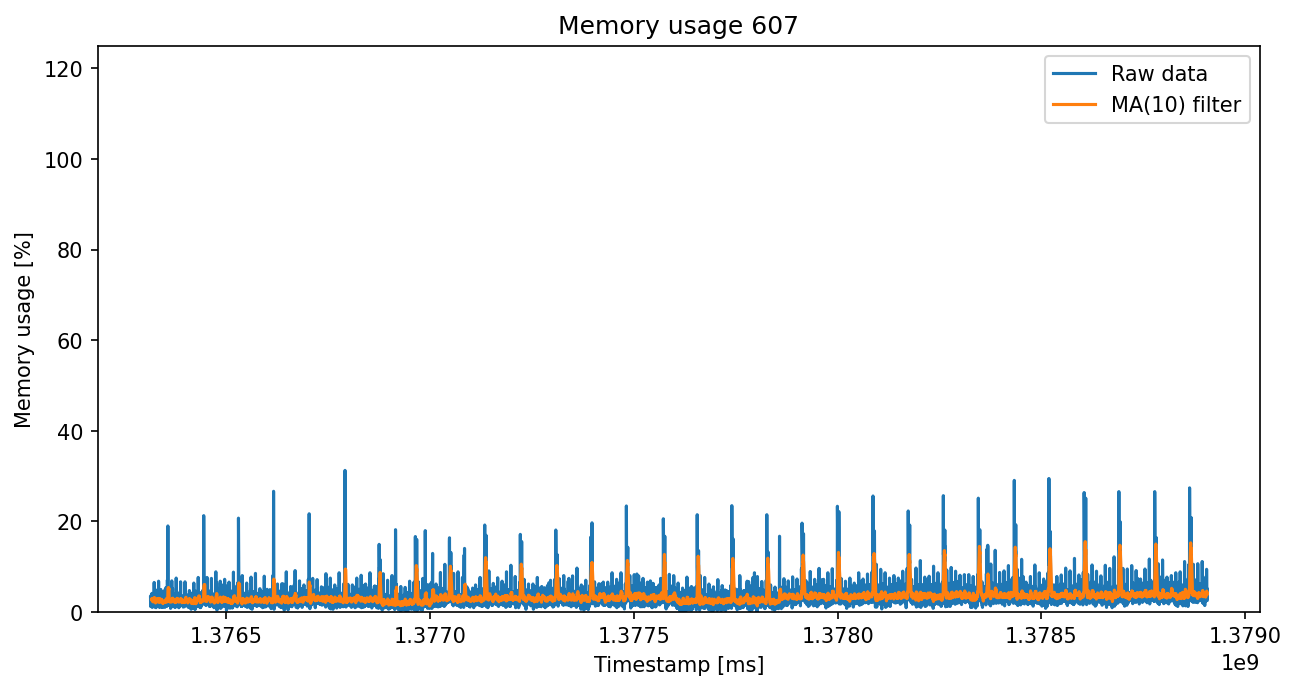 Memory usage 607
Raw data
MA(10) filter
Memory usage [%]
120
100
80
60
40
20
0
1.3765 1.3770 1.3775 1.3780 1.3785 1.3790
1e9
Timestamp [ms]